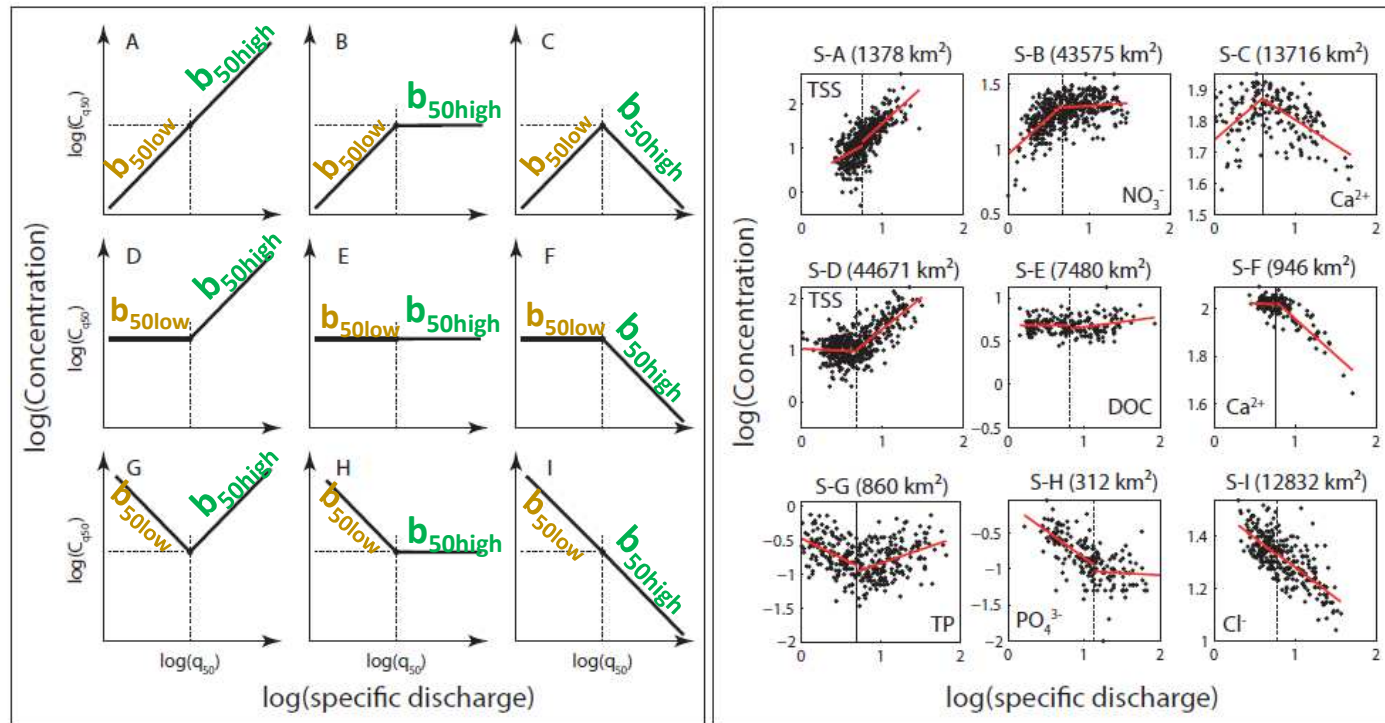 A
b50low
b50high
B
b50low
b50high
C
b50low
b50high
log(Cq50)
D
b50low
b50high
E
b50low
b50high
F
b50low
b50high
log(Cq50)
G
b50low
b50high
H
b50low
b50high
I
b50low
b50high
log(Cq50)
log(q50)
log(q50)
log(q50)
log(Concentration)
log(specific discharge)
S-A (1378 km²)
TSS
2
1
0
0
1
2
S-B (43575 km²)
NO₃⁻
1.5
1
0.5
0
1
2
S-C (13716 km²)
Ca²⁺
1.9
1.8
1.7
1.6
1.5
0
1
2
S-D (44671 km²)
TSS
2
1
0
0
1
2
S-E (7480 km²)
DOC
1
0.5
0
−0.5
0
1
2
S-F (946 km²)
Ca²⁺
2
1.8
1.6
0
1
2
S-G (860 km²)
TP
0
−0.5
−1
−1.5
−2
0
1
2
S-H (312 km²)
PO₄³⁻
−0.5
−1
−1.5
−2
0
1
2
S-I (12832 km²)
Cl⁻
1.4
1.2
1
0
1
2
log(Concentration)
log(specific discharge)